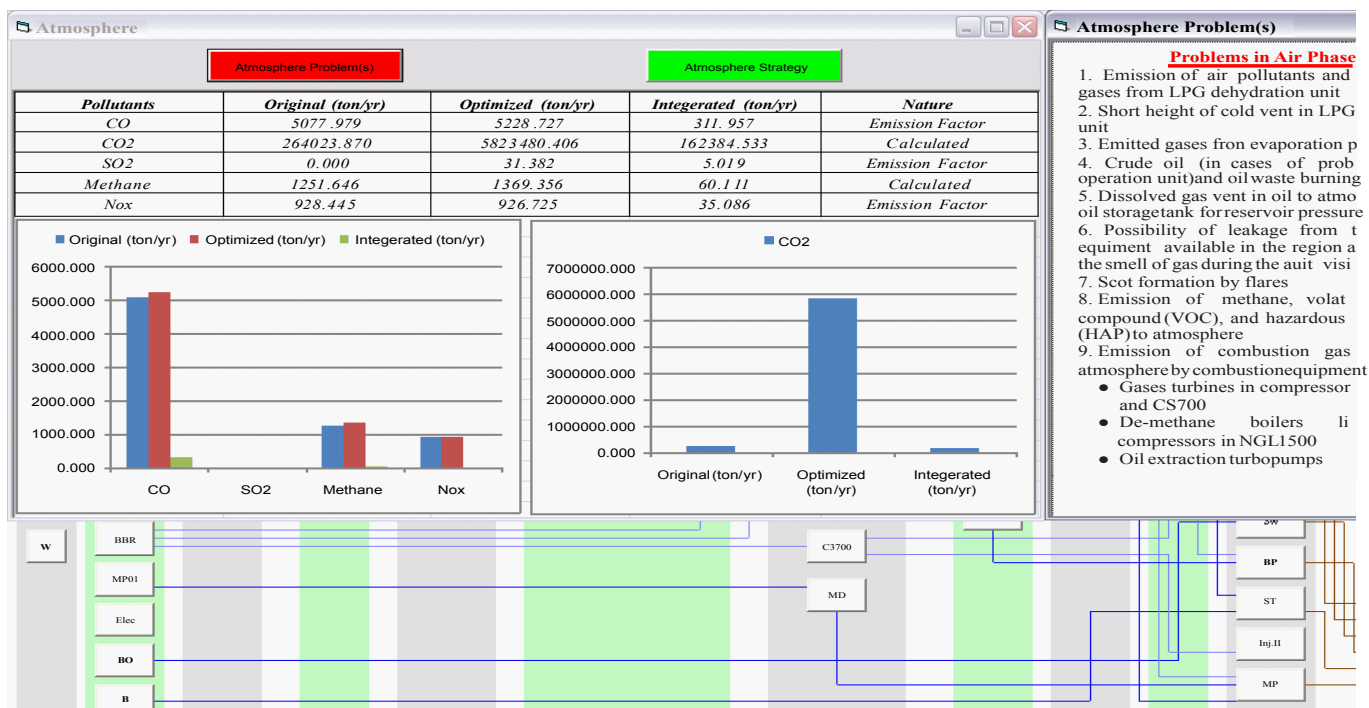 Atmosphere
Atmosphere Problem(s)
Atmosphere Strategy
Pollutants Original (ton/yr) Optimized (ton/yr) Integerated (ton/yr) Nature
CO 5077 .979 5228 .727 311. 957 Emission Factor
CO2 264023.870 5823480.406 162384.533 Calculated
SO2 0.000 31.382 5.019 Emission Factor
Methane 1251.646 1369.356 60.111 Calculated
Nox 928.445 926.725 35.086 Emission Factor
Original (ton/yr) Optimized (ton/yr) Integerated (ton/yr)
6000.000
5000.000
4000.000
3000.000
2000.000
1000.000
0.000
CO SO2 Methane Nox
CO2
7000000.000
6000000.000
5000000.000
4000000.000
3000000.000
2000000.000
1000000.000
0.000
Original (ton/yr) Optimized Integerated
(ton/yr) (ton/yr)
Atmosphere Problem(s)
Problems in Air Phase
1. Emission of air pollutants and
gases from LPG dehydration unit
2. Short height of cold vent in LPG
unit
3. Emitted gases fron evaporation p
4. Crude oil (in cases of prob
operation unit)and oil waste burning
5. Dissolved gas vent in oil to atmo
oil storagetank forreservoir pressure
6. Possibility of leakage from t
equiment available in the region a
the smell of gas during the auit visi
7. Scot formation by flares
8. Emission of methane, volat
compound (VOC), and hazardous
(HAP) to atmosphere
9. Emission of combustion gas
atmosphere by combustionequipment
● Gases turbines in compressor
and CS700
● De-methane boilers li
compressors in NGL1500
● Oil extraction turbopumps
W
BBR
MP01
Elec
BO
B
C3700
MD
SW
BP
ST
Inj.II
MP